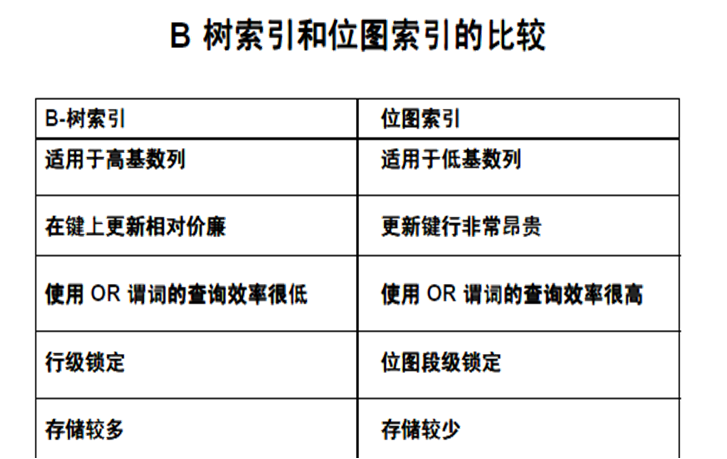 B 树索引和位图索引的比较
B-树索引 位图索引
适用于高基数列 适用于低基数列
在键上更新相对价廉 更新键行非常昂贵
使用 OR 谓词的查询效率很低 使用 OR 谓词的查询效率很高
行级锁定 位图段级锁定
存储较多 存储较少